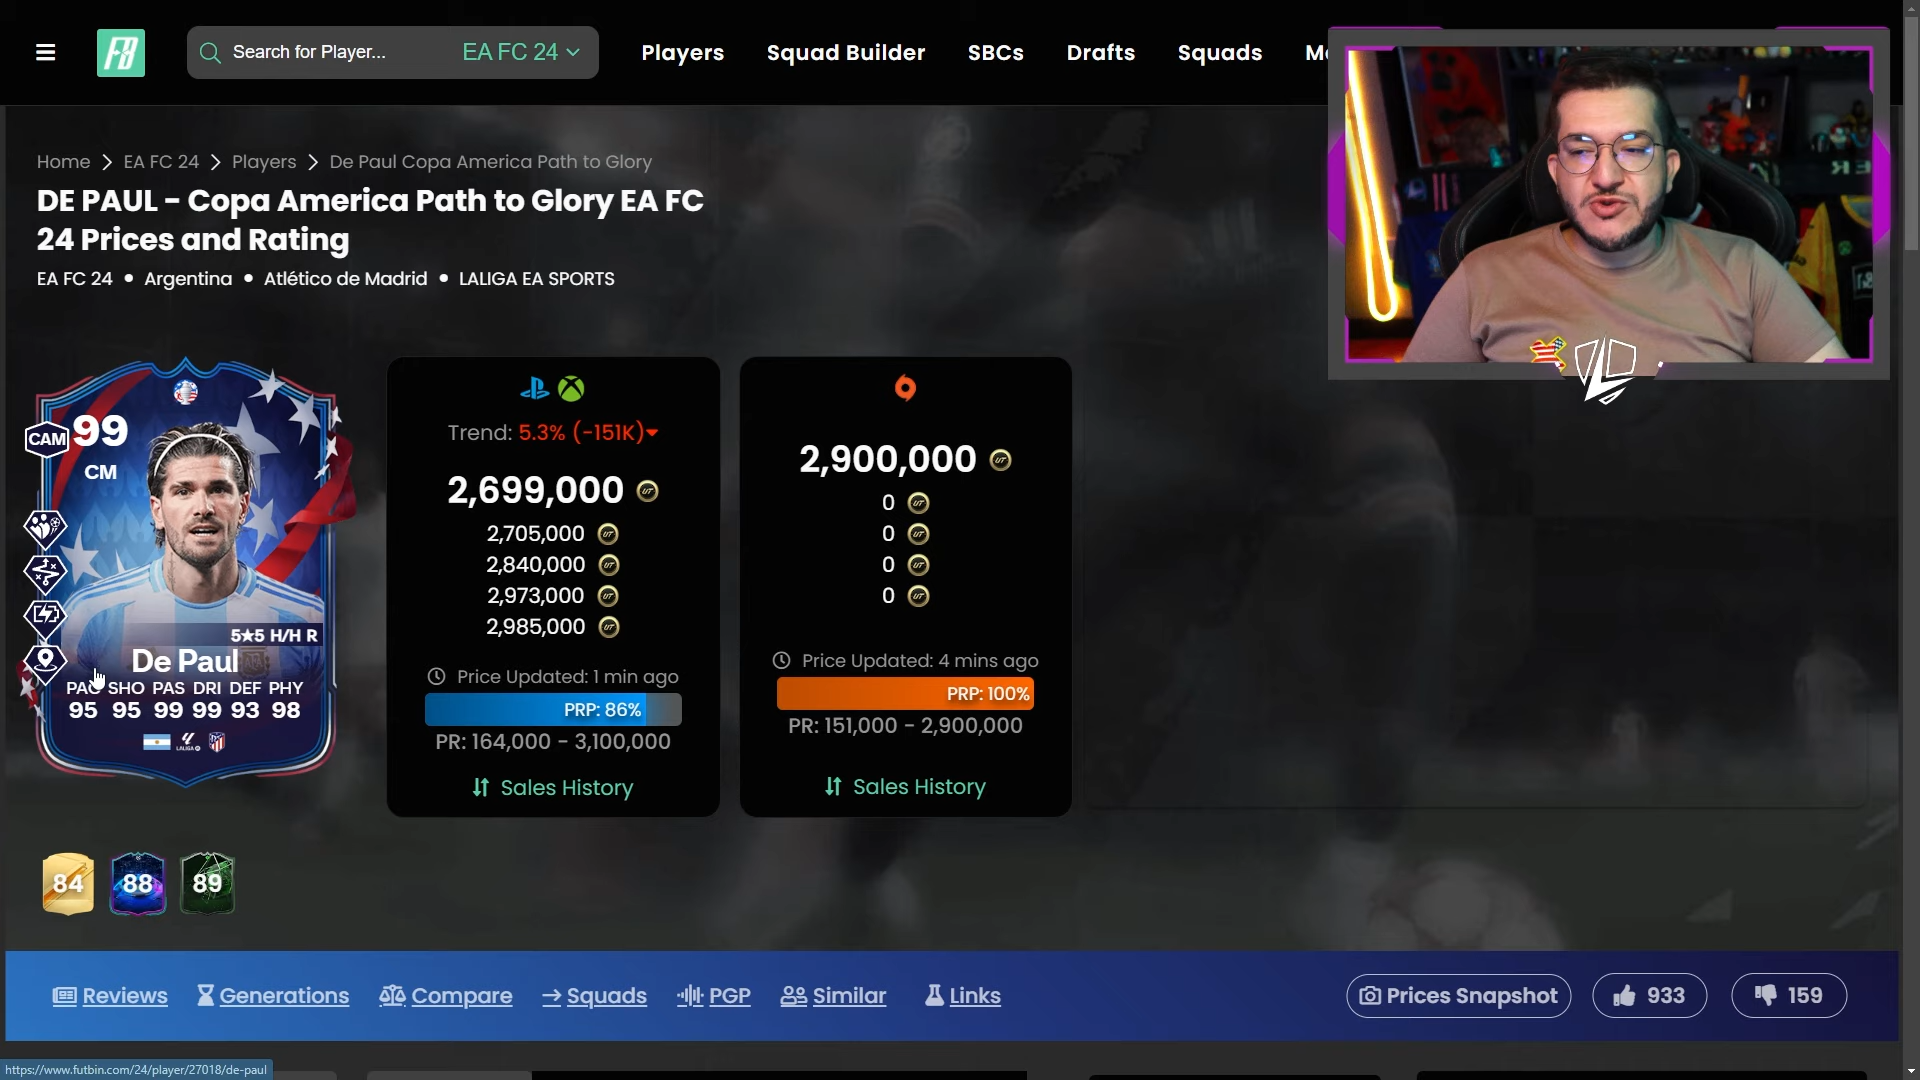 FB
Search for Player...
EA FC 24
Players
Squad Builder
SBCs
Drafts
Squads
Home > EA FC 24 > Players > De Paul Copa America Path to Glory
DE PAUL - Copa America Path to Glory EA FC
24 Prices and Rating
EA FC 24 • Argentina • Atlético de Madrid • LALIGA EA SPORTS
CAM 99
CM
5★5 H/H R
De Paul
PAC SHO PAS DRI DEF PHY
95 95 99 99 93 98
Trend: 5.3% (-151K)
2,699,000
2,705,000
2,840,000
2,973,000
2,985,000
Price Updated: 1 min ago
PRP: 86%
PR: 164,000 - 3,100,000
Sales History
2,900,000
0
0
0
0
Price Updated: 4 mins ago
PRP: 100%
PR: 151,000 - 2,900,000
Sales History
84 88 89
Reviews
Generations
Compare
Squads
PGP
Similar
Links
Prices Snapshot
933
159
https://www.futbin.com/24/player/27018/de-paul